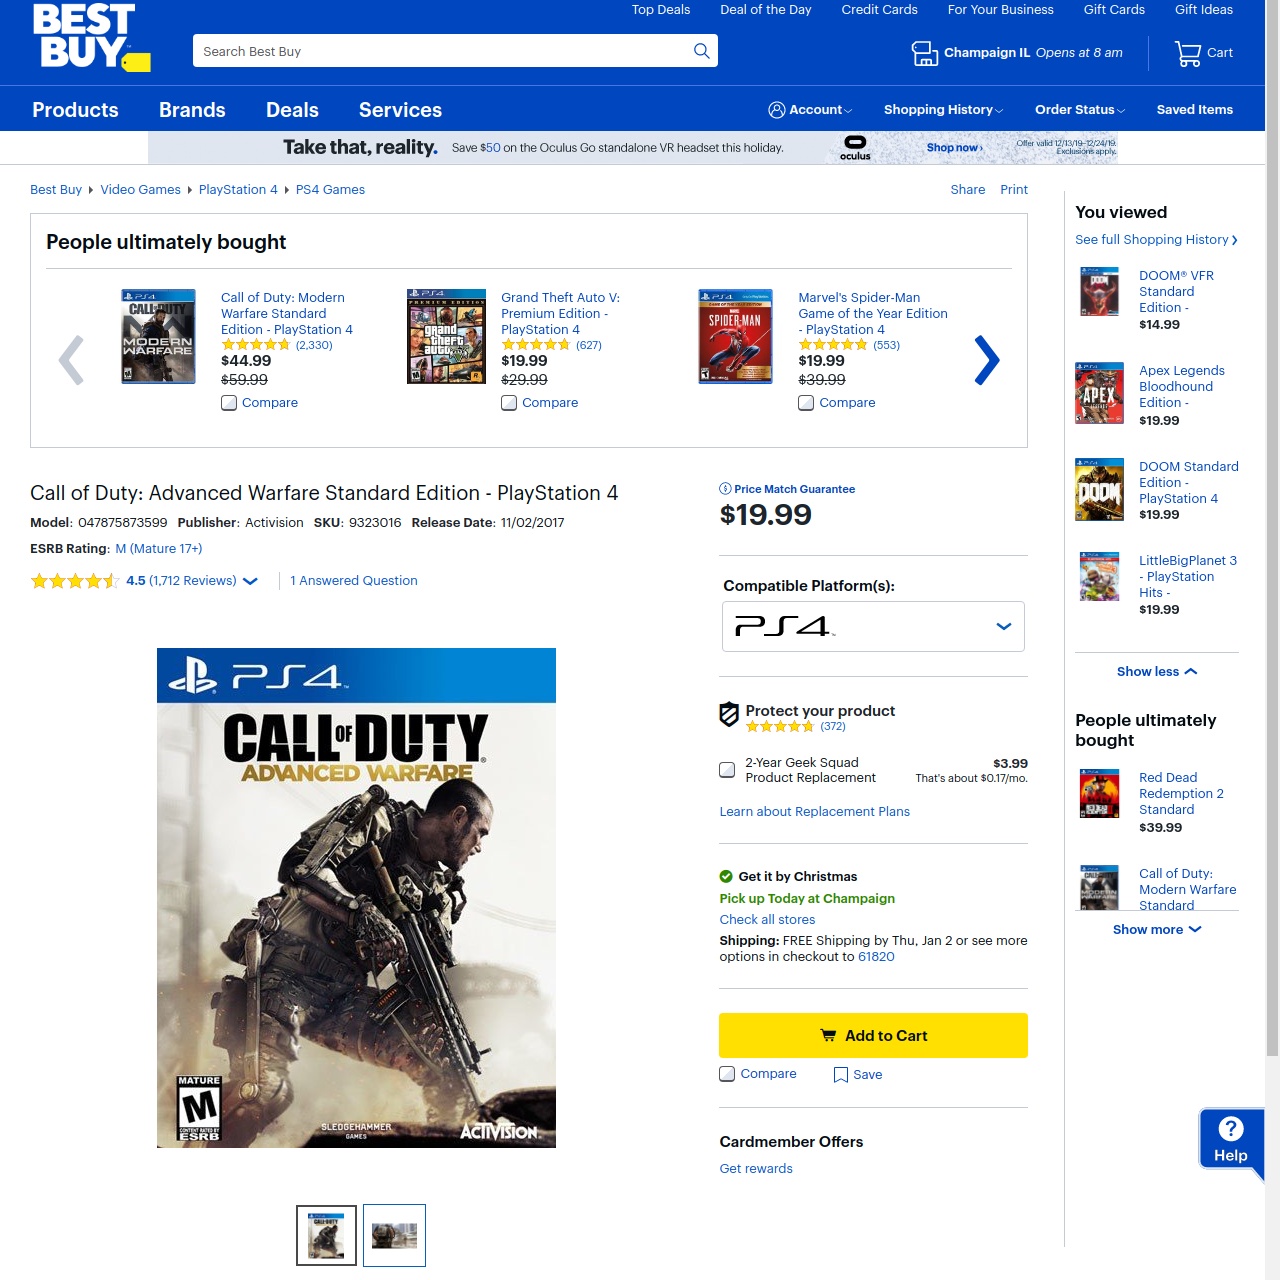 BEST BUY
Top Deals Deal of the Day Credit Cards For Your Business Gift Cards Gift Ideas
Search Best Buy
Champaign IL Opens at 8 am
Cart
Products Brands Deals Services
Account Shopping History Order Status Saved Items
Take that, reality. Save $50 on the Oculus Go standalone VR headset this holiday.
oculus
Shop now ›
Offer valid 12/13/19–12/24/19.
Exclusions apply.
Best Buy Video Games PlayStation 4 PS4 Games
Share Print
People ultimately bought
Call of Duty: Modern
Warfare Standard
Edition - PlayStation 4
(2,330)
$44.99
$59.99
Compare
Grand Theft Auto V:
Premium Edition -
PlayStation 4
(627)
$19.99
$29.99
Compare
Marvel's Spider-Man
Game of the Year Edition
- PlayStation 4
(553)
$19.99
$39.99
Compare
Call of Duty: Advanced Warfare Standard Edition - PlayStation 4
Model: 047875873599 Publisher: Activision SKU: 9323016 Release Date: 11/02/2017
ESRB Rating: M (Mature 17+)
4.5 (1,712 Reviews)
1 Answered Question
PS4
CALL OF DUTY
ADVANCED WARFARE
MATURE
M
CONTENT RATED BY
ESRB
SLEDGEHAMMER
GAMES
ACTIVISION
Price Match Guarantee
$19.99
Compatible Platform(s):
PS4
Protect your product
(372)
2-Year Geek Squad
Product Replacement
$3.99
That's about $0.17/mo.
Learn about Replacement Plans
Get it by Christmas
Pick up Today at Champaign
Check all stores
Shipping: FREE Shipping by Thu, Jan 2 or see more
options in checkout to 61820
Add to Cart
Compare
Save
Cardmember Offers
Get rewards
You viewed
See full Shopping History
DOOM® VFR
Standard
Edition -
$14.99
Apex Legends
Bloodhound
Edition -
$19.99
DOOM Standard
Edition -
PlayStation 4
$19.99
LittleBigPlanet 3
- PlayStation
Hits -
$19.99
Show less
People ultimately
bought
Red Dead
Redemption 2
Standard
$39.99
Call of Duty:
Modern Warfare
Standard
Show more
?
Help